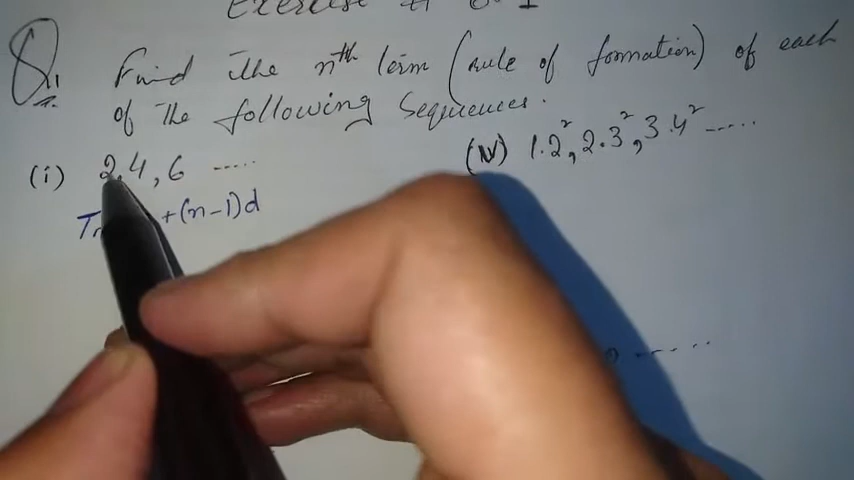 Exercise #
Q1 Find the nth term (rule of formation) of each
of the following Sequences.
(i) 2, 4, 6 .....
(iv) 1.2², 2.3², 3.4² .....
+(n-1)d